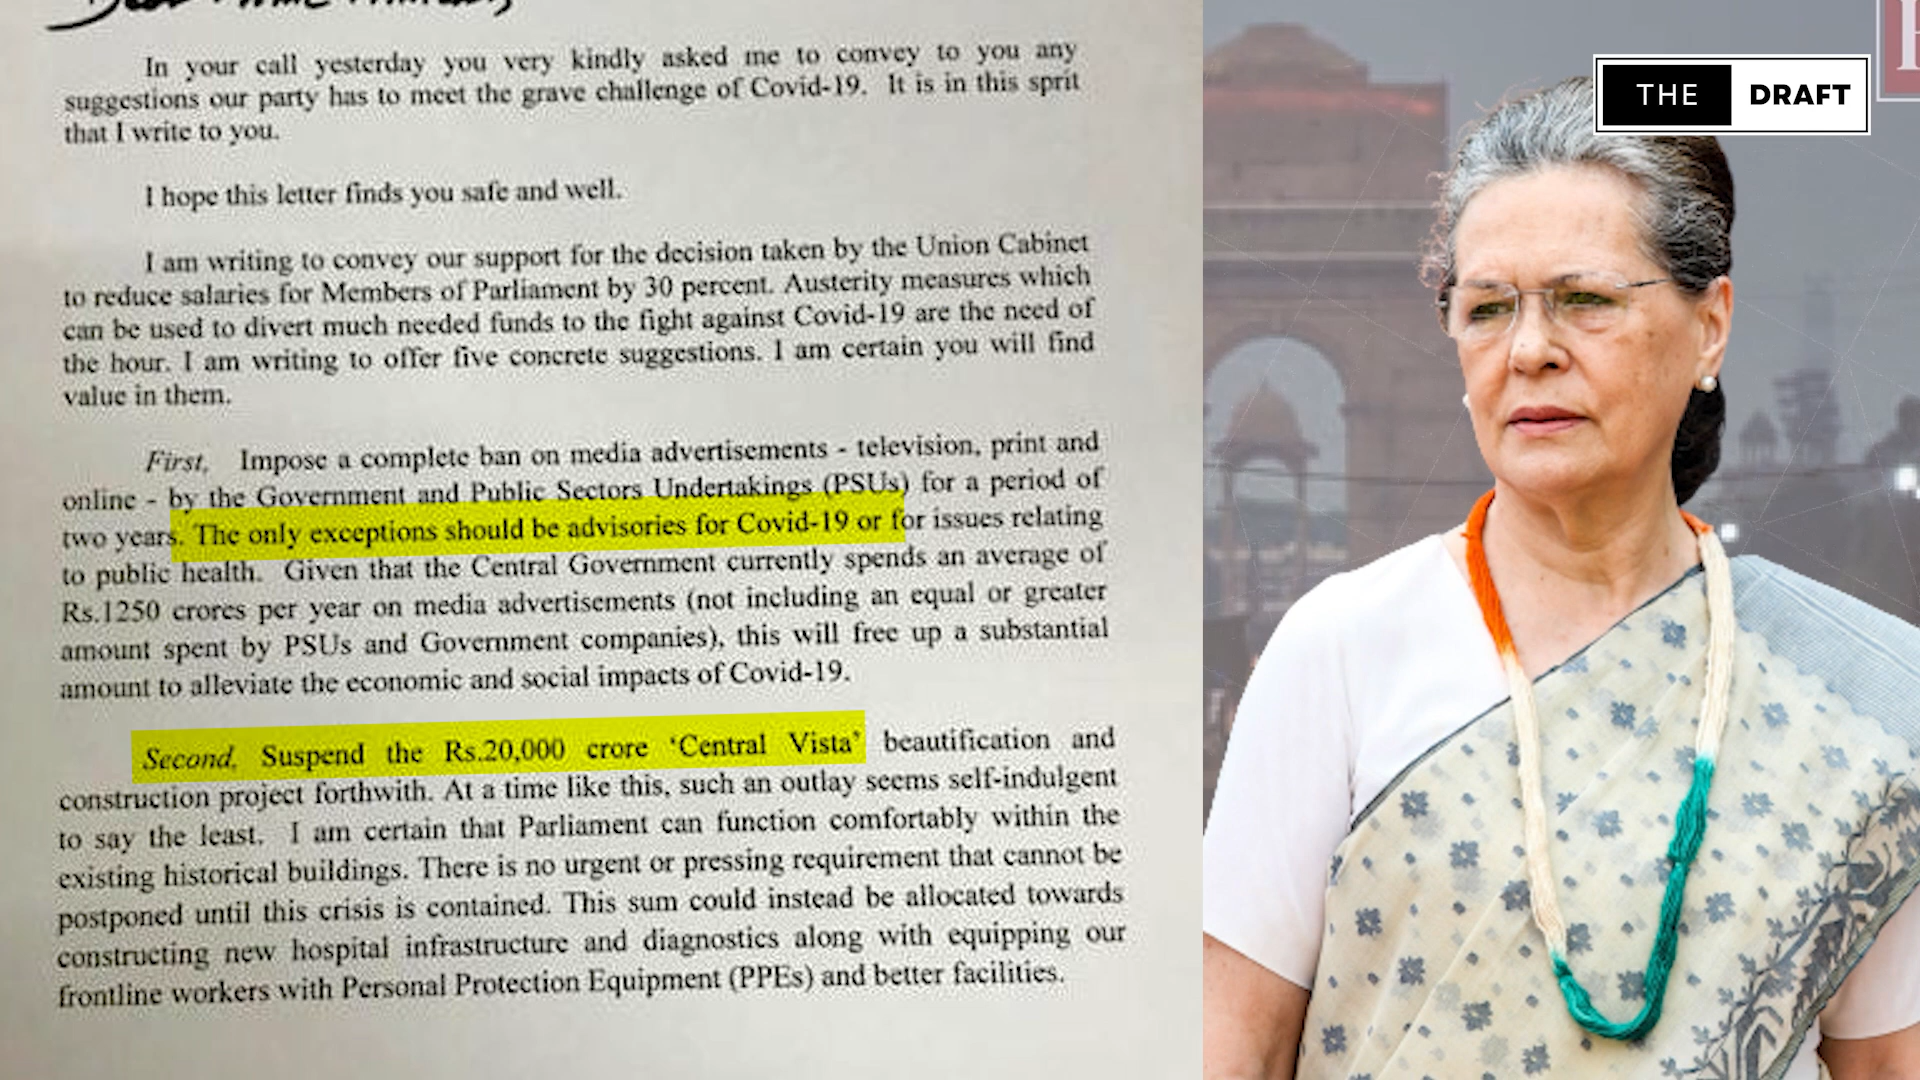 In your call yesterday you very kindly asked me to convey to you any
suggestions our party has to meet the grave challenge of Covid-19. It is in this sprit
that I write to you.
I hope this letter finds you safe and well.
I am writing to convey our support for the decision taken by the Union Cabinet
to reduce salaries for Members of Parliament by 30 percent. Austerity measures which
can be used to divert much needed funds to the fight against Covid-19 are the need of
the hour. I am writing to offer five concrete suggestions. I am certain you will find
value in them.
First, Impose a complete ban on media advertisements - television, print and
online - by the Government and Public Sectors Undertakings (PSUs) for a period of
two years. The only exceptions should be advisories for Covid-19 or for issues relating
to public health. Given that the Central Government currently spends an average of
Rs.1250 crores per year on media advertisements (not including an equal or greater
amount spent by PSUs and Government companies), this will free up a substantial
amount to alleviate the economic and social impacts of Covid-19.
Second, Suspend the Rs.20,000 crore ‘Central Vista’ beautification and
construction project forthwith. At a time like this, such an outlay seems self-indulgent
to say the least. I am certain that Parliament can function comfortably within the
existing historical buildings. There is no urgent or pressing requirement that cannot be
postponed until this crisis is contained. This sum could instead be allocated towards
constructing new hospital infrastructure and diagnostics along with equipping our
frontline workers with Personal Protection Equipment (PPEs) and better facilities.
THE DRAFT